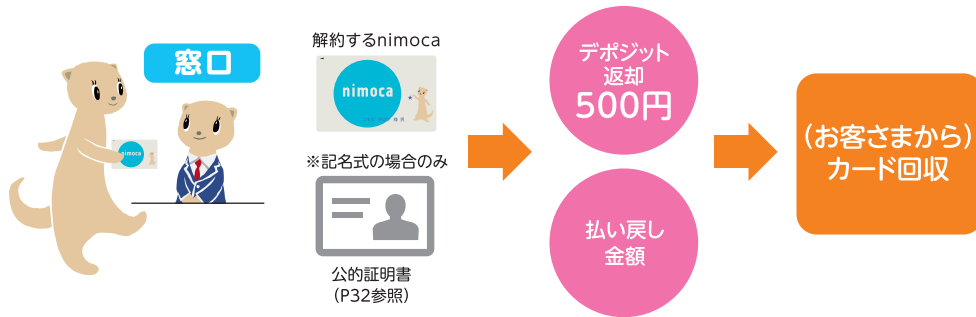 窓口
nimoca
解約するnimoca
nimoca
※記名式の場合のみ
公的証明書
（P32参照）
デポジット
返却
500円
払い戻し
金額
（お客さまから）
カード回収